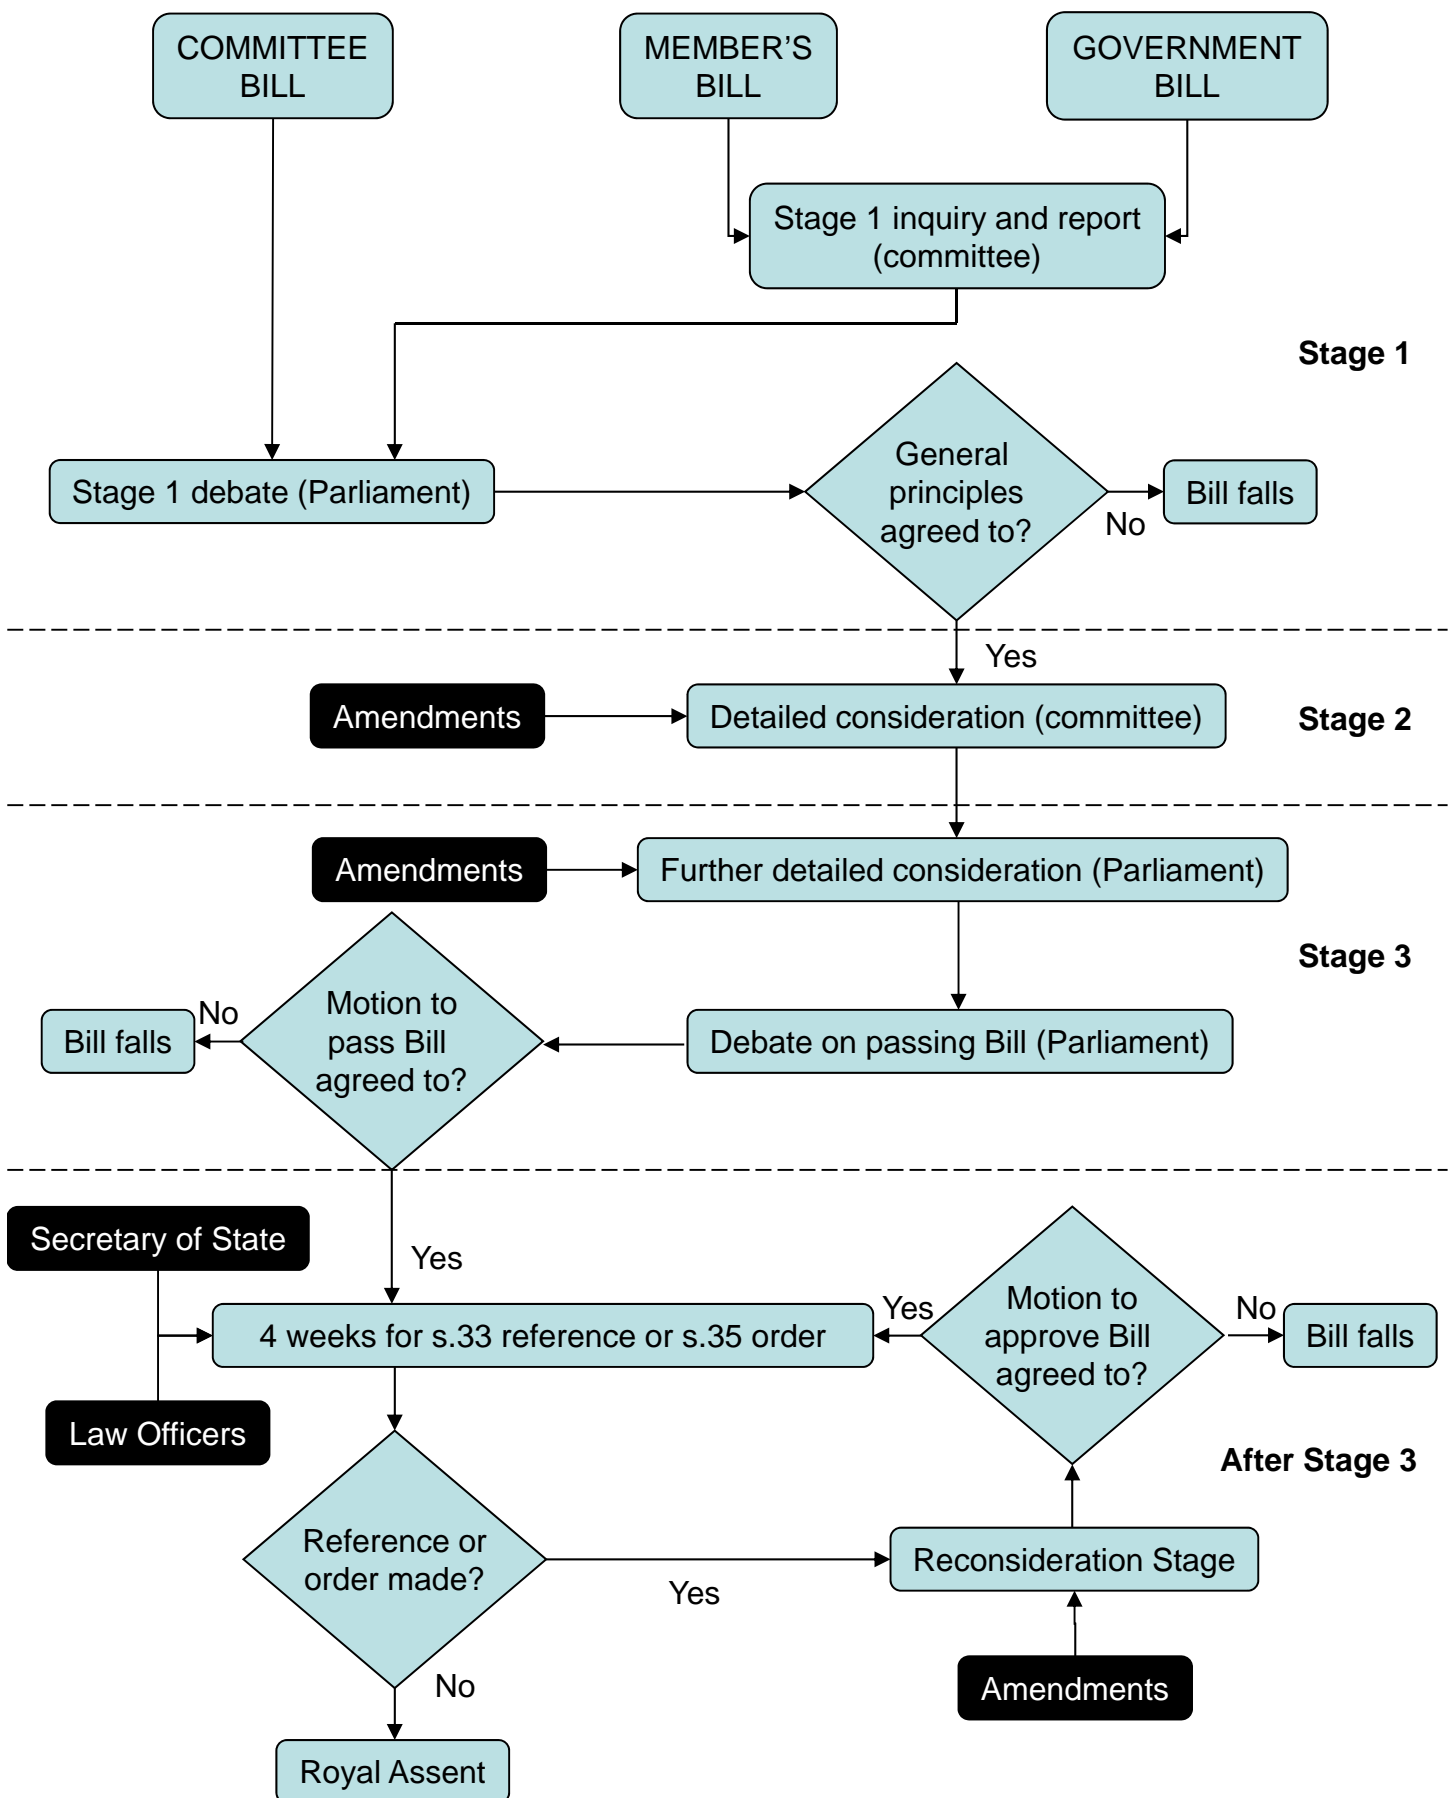 COMMITTEE
BILL
MEMBER’S
BILL
GOVERNMENT
BILL
Stage 1 inquiry and report
(committee)
Stage 1
Stage 1 debate (Parliament)
General
principles
agreed to?
No
Bill falls
Yes
Amendments
Detailed consideration (committee)
Stage 2
Amendments
Further detailed consideration (Parliament)
Stage 3
Debate on passing Bill (Parliament)
Motion to
pass Bill
agreed to?
No
Bill falls
Yes
Secretary of State
Law Officers
4 weeks for s.33 reference or s.35 order
Yes
Motion to
approve Bill
agreed to?
No
Bill falls
After Stage 3
Reference or
order made?
Yes
Reconsideration Stage
Amendments
No
Royal Assent